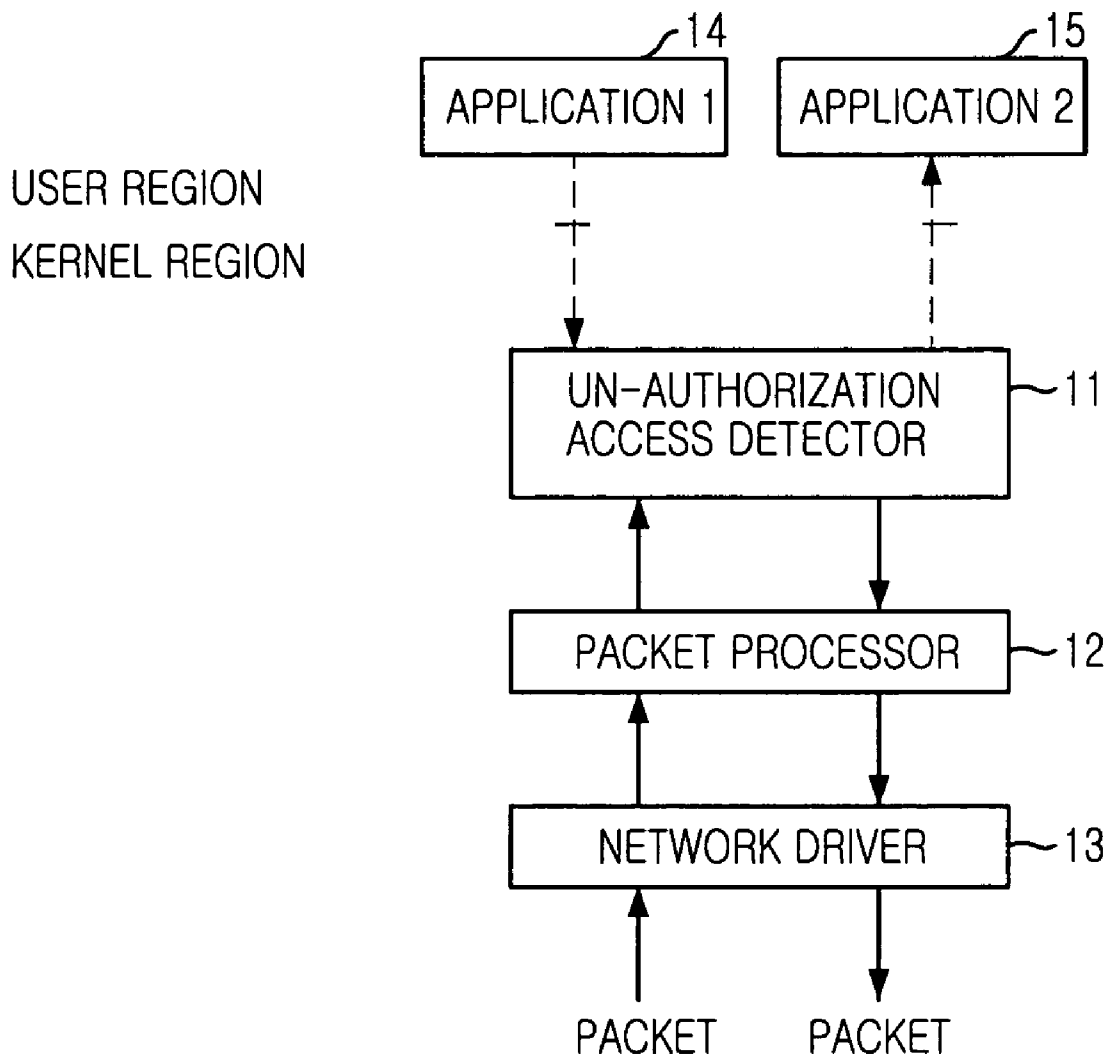 14
15
APPLICATION 1
APPLICATION 2
USER REGION
KERNEL REGION
UN-AUTHORIZATION
ACCESS DETECTOR
11
PACKET PROCESSOR
12
NETWORK DRIVER
13
PACKET
PACKET